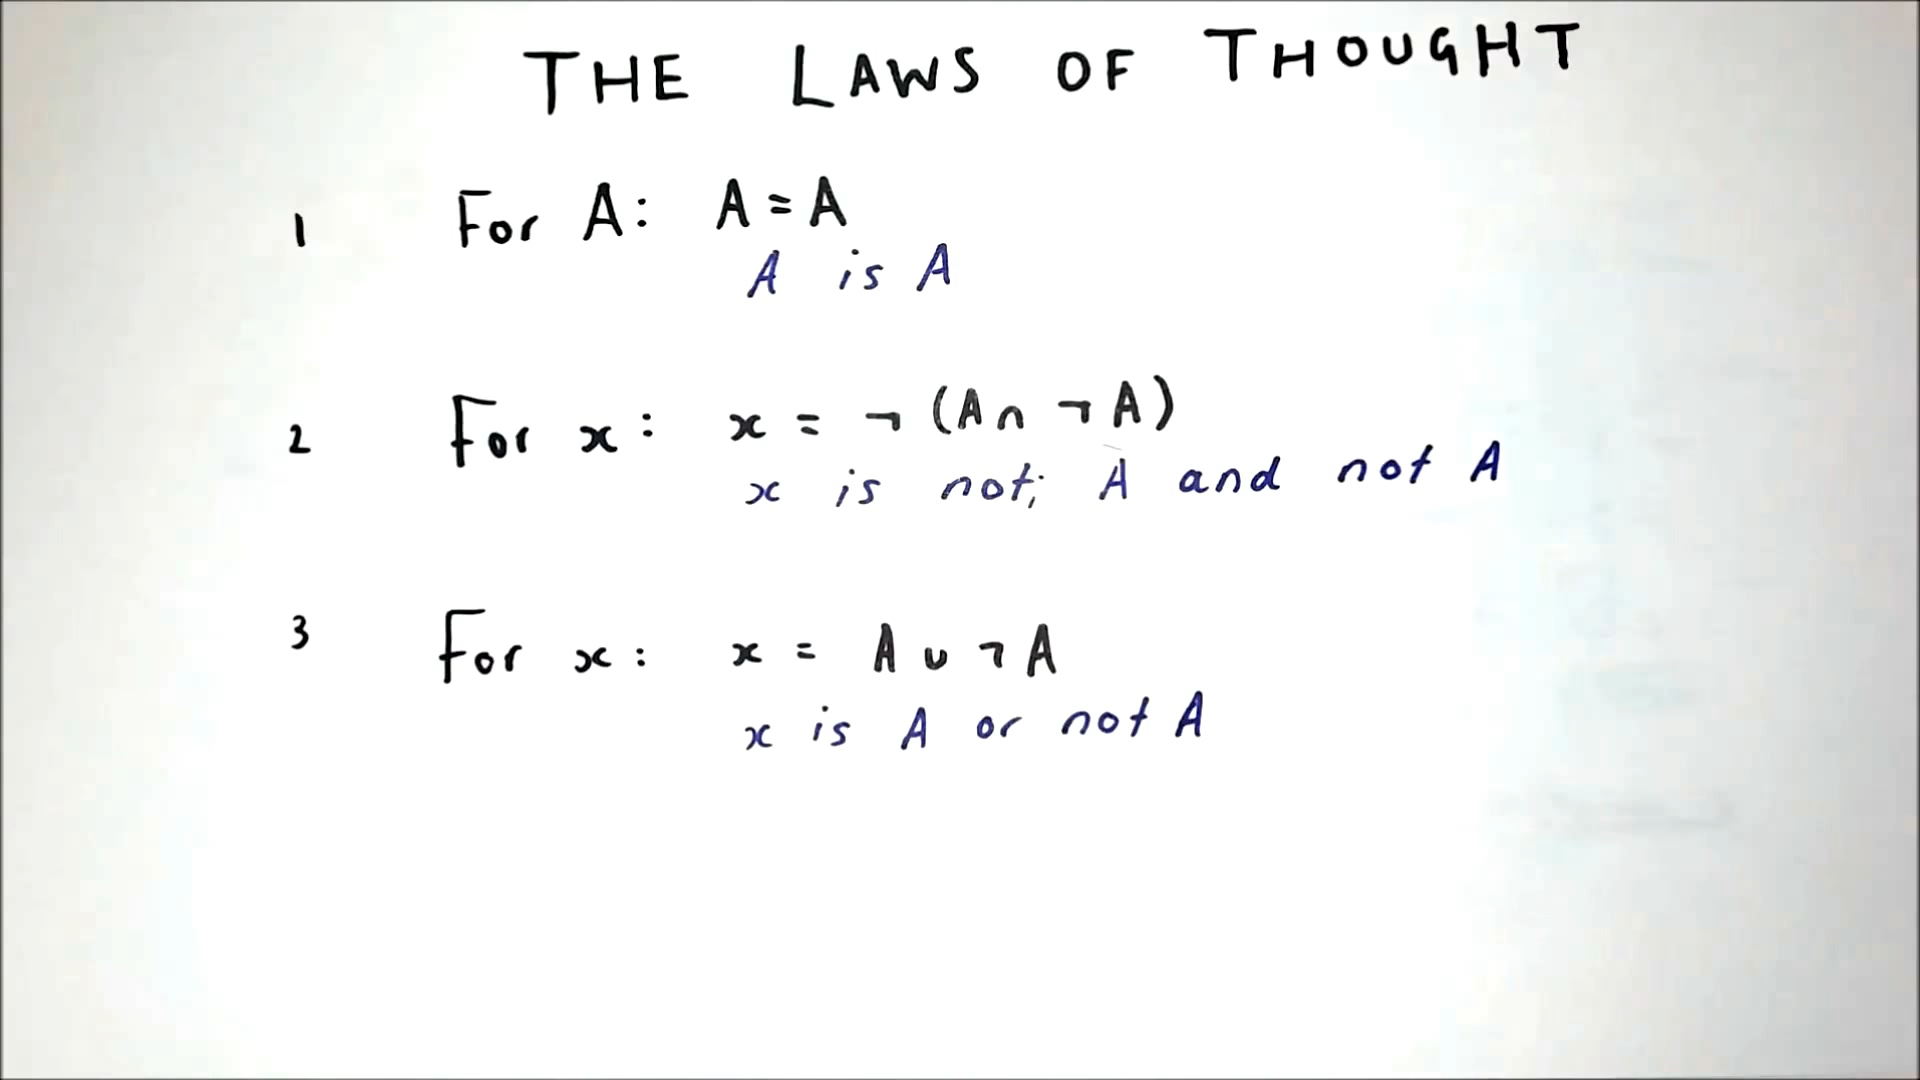 THE LAWS OF THOUGHT
1 For A: A = A
A is A
2 For x: x = ¬ (A ∩ ¬ A)
x is not; A and not A
3 For x: x = A ∪ ¬ A
x is A or not A